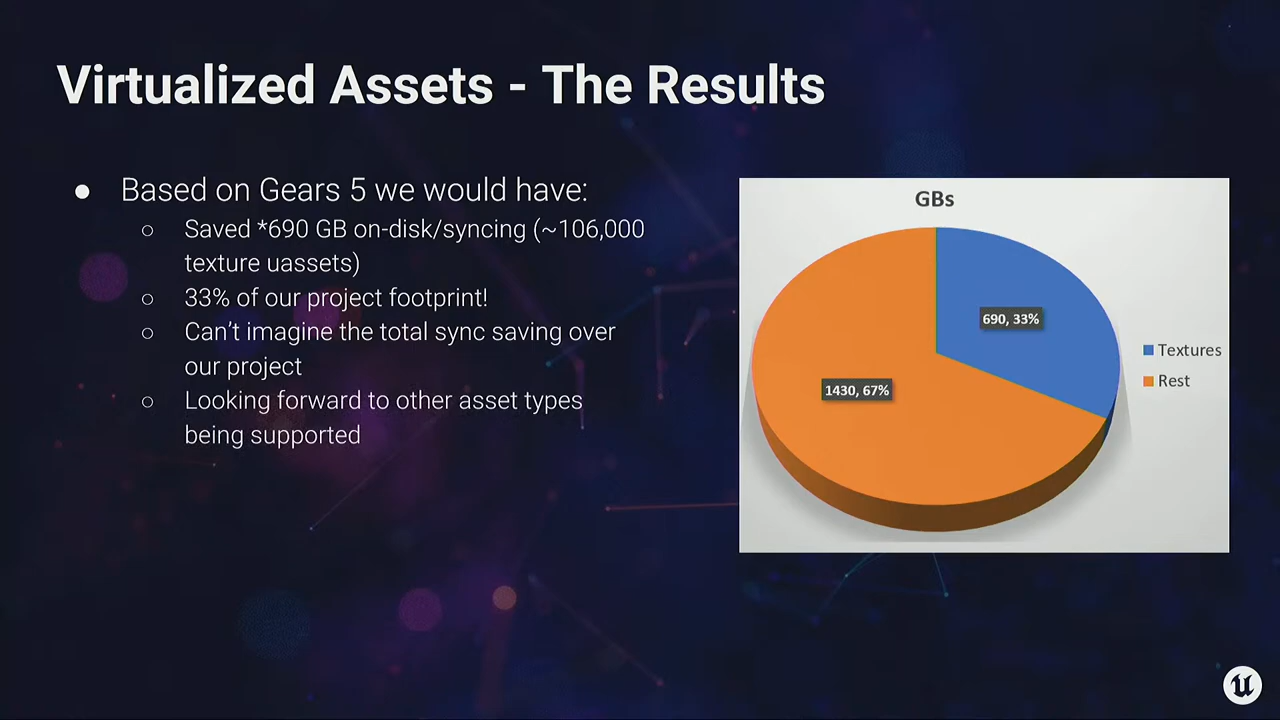 Virtualized Assets - The Results
● Based on Gears 5 we would have:
○ Saved *690 GB on-disk/syncing (~106,000
texture uassets)
○ 33% of our project footprint!
○ Can’t imagine the total sync saving over
our project
○ Looking forward to other asset types
being supported
GBs
690, 33%
1430, 67%
Textures
Rest